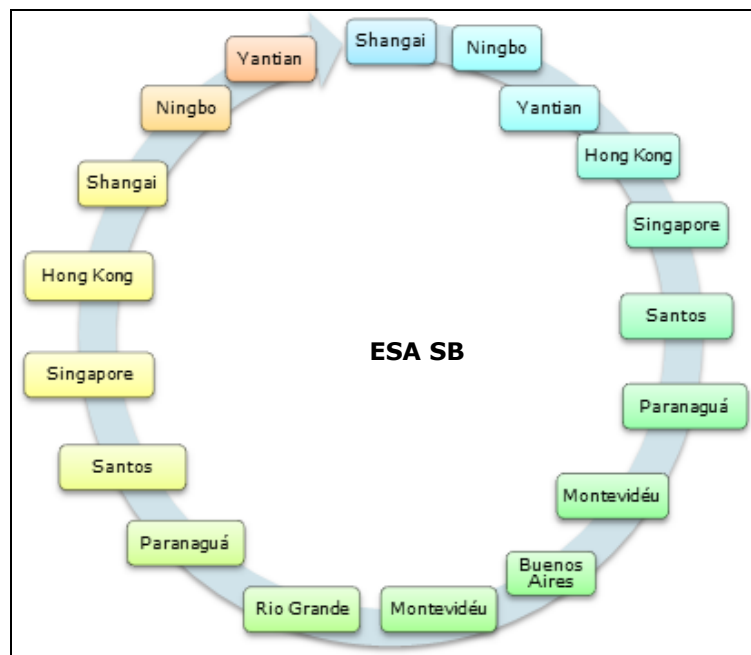 Shangai
Ningbo
Yantian
Hong Kong
Singapore
Santos
Paranaguá
Montevidéu
Buenos
Aires
Montevidéu
Rio Grande
Paranaguá
Santos
Singapore
Hong Kong
Shangai
Ningbo
Yantian
ESA SB